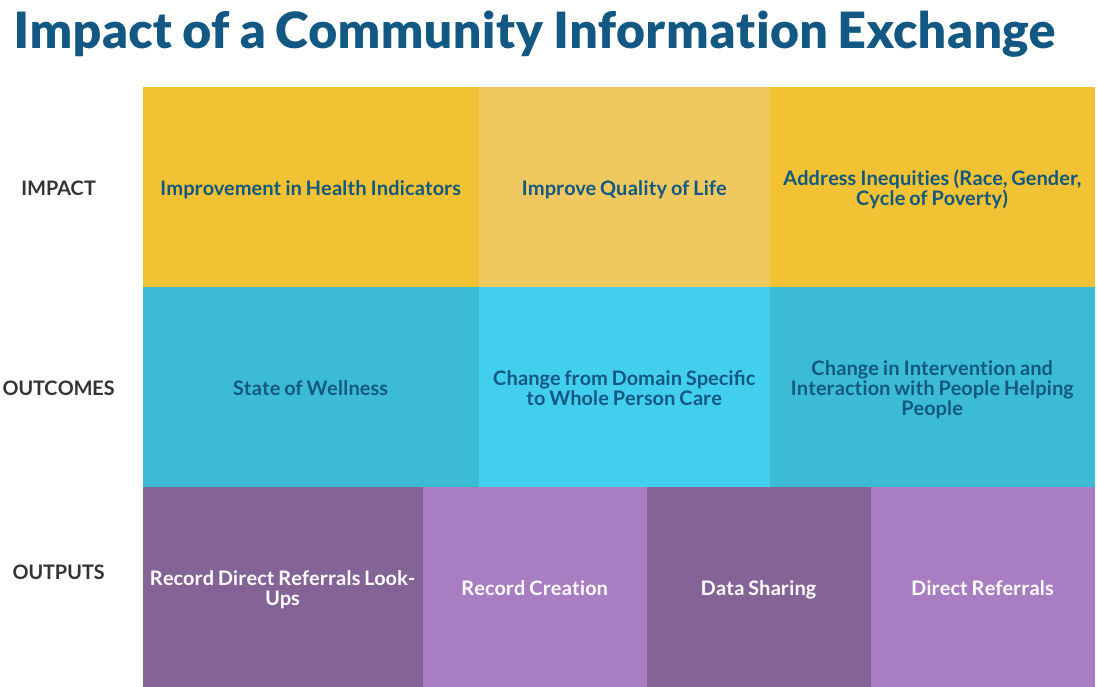 Impact of a Community Information Exchange
IMPACT
Improvement in Health Indicators
Improve Quality of Life
Address Inequities (Race, Gender,
Cycle of Poverty)
OUTCOMES
State of Wellness
Change from Domain Specific
to Whole Person Care
Change in Intervention and
Interaction with People Helping
People
OUTPUTS
Record Direct Referrals Look-
Ups
Record Creation
Data Sharing
Direct Referrals